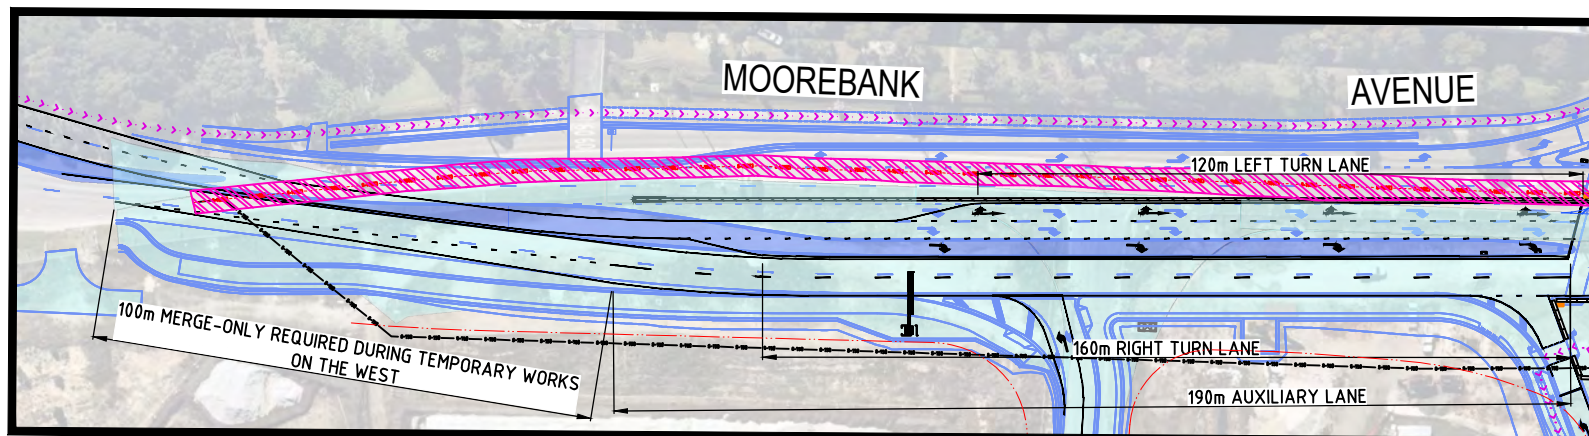 MOOREBANK
AVENUE
120m LEFT TURN LANE
100m MERGE-ONLY REQUIRED DURING TEMPORARY WORKS
ON THE WEST
160m RIGHT TURN LANE
190m AUXILIARY LANE